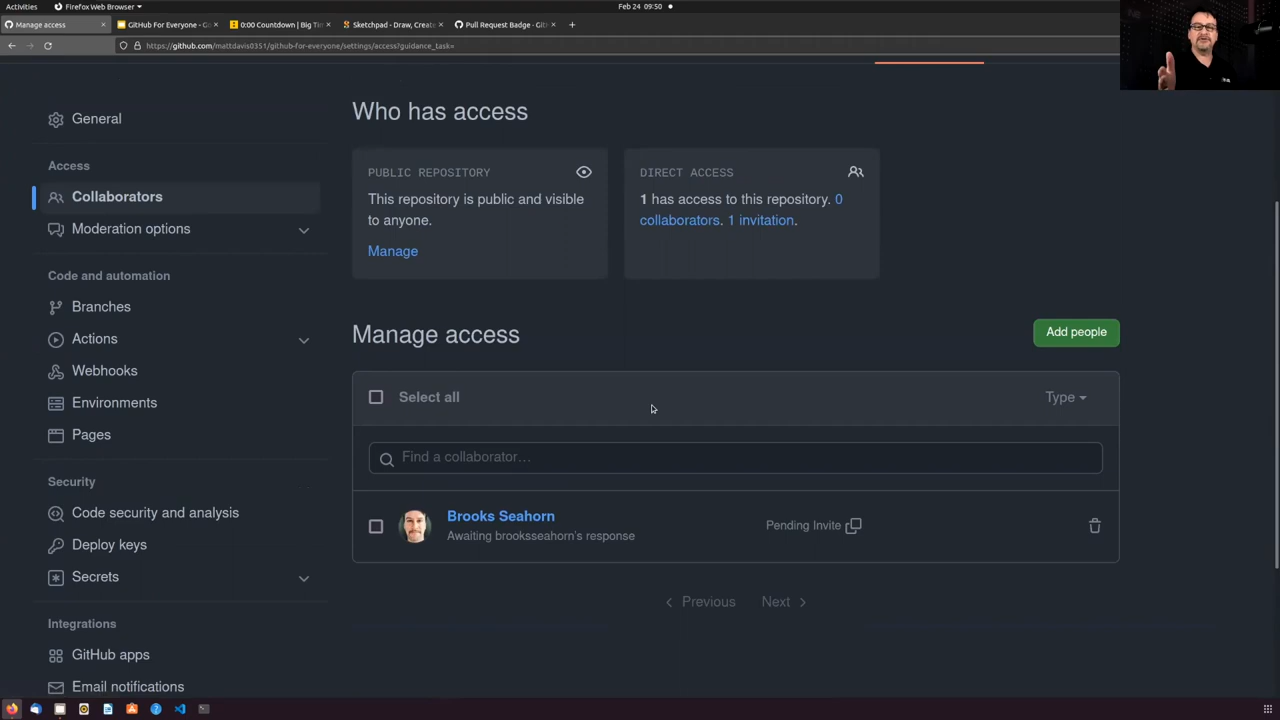 Activities
Firefox Web Browser
Feb 24 09:50
Manage access
GitHub For Everyone - Go
0:00 Countdown | Big Tim
Sketchpad - Draw, Create
Pull Request Badge · GitH
https://github.com/mattdavis0351/github-for-everyone/settings/access?guidance_task=
General
Access
Collaborators
Moderation options
Code and automation
Branches
Actions
Webhooks
Environments
Pages
Security
Code security and analysis
Deploy keys
Secrets
Integrations
GitHub apps
Email notifications
Who has access
PUBLIC REPOSITORY
This repository is public and visible
to anyone.
Manage
DIRECT ACCESS
1 has access to this repository. 0
collaborators. 1 invitation.
Manage access
Add people
Select all
Type
Find a collaborator…
Brooks Seahorn
Awaiting brooksseahorn's response
Pending Invite
Previous
Next